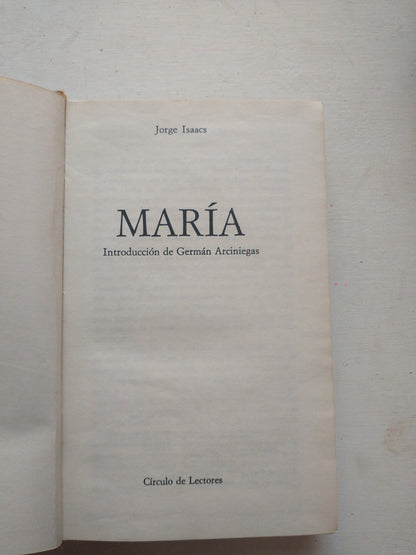 Jorge Isaacs
MARÍA
Introducción de Germán Arciniegas
Círculo de Lectores